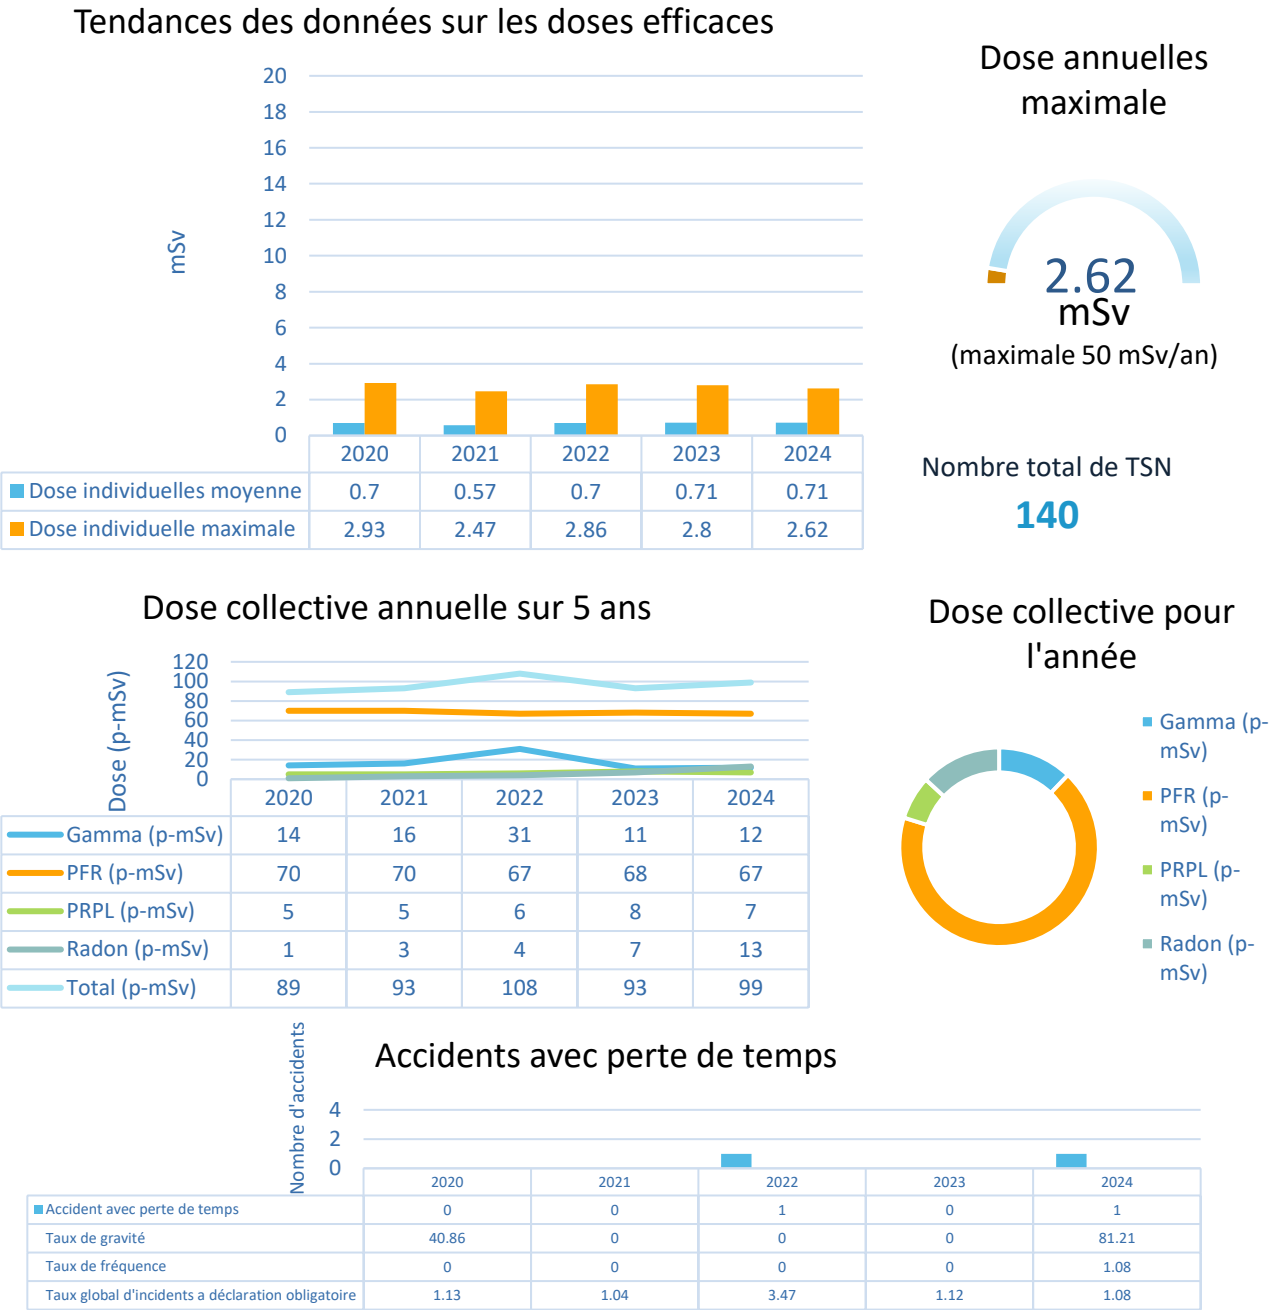 Tendances des données sur les doses efficaces
20
18
16
14
12
10
8
6
4
2
0
mSv
2020 2021 2022 2023 2024
Dose individuelles moyenne 0.7 0.57 0.7 0.71 0.71
Dose individuelle maximale 2.93 2.47 2.86 2.8 2.62
Dose annuelles
maximale
2.62
mSv
(maximale 50 mSv/an)
Nombre total de TSN
140
Dose collective annuelle sur 5 ans
120
100
80
60
40
20
0
Dose (p-mSv)
2020 2021 2022 2023 2024
Gamma (p-mSv) 14 16 31 11 12
PFR (p-mSv) 70 70 67 68 67
PRPL (p-mSv) 5 5 6 8 7
Radon (p-mSv) 1 3 4 7 13
Total (p-mSv) 89 93 108 93 99
Dose collective pour
l'année
Gamma (p-
mSv)
PFR (p-
mSv)
PRPL (p-
mSv)
Radon (p-
mSv)
Accidents avec perte de temps
Nombre d'accidents
4
2
0
2020 2021 2022 2023 2024
Accident avec perte de temps 0 0 1 0 1
Taux de gravité 40.86 0 0 0 81.21
Taux de fréquence 0 0 0 0 1.08
Taux global d'incidents a déclaration obligatoire 1.13 1.04 3.47 1.12 1.08